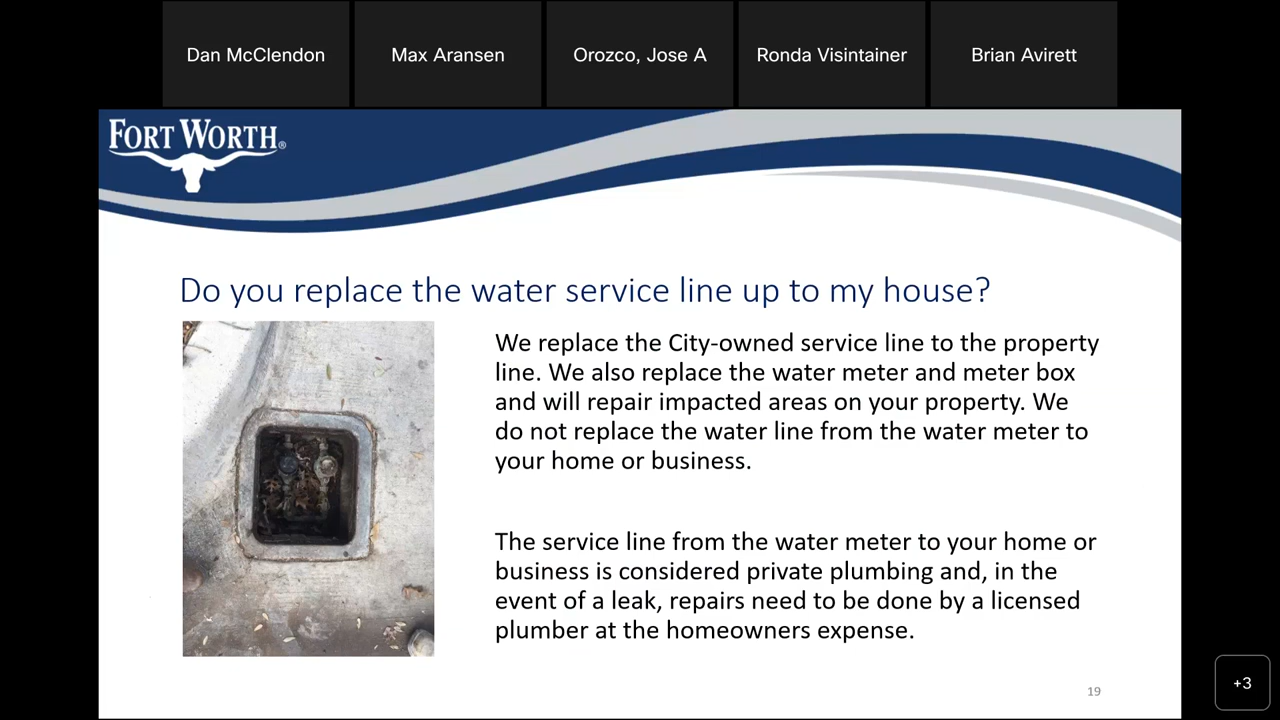 Dan McClendon
Max Aransen
Orozco, Jose A
Ronda Visintainer
Brian Avirett
FORT WORTH®
Do you replace the water service line up to my house?
We replace the City-owned service line to the property
line. We also replace the water meter and meter box
and will repair impacted areas on your property. We
do not replace the water line from the water meter to
your home or business.
The service line from the water meter to your home or
business is considered private plumbing and, in the
event of a leak, repairs need to be done by a licensed
plumber at the homeowners expense.
19
+3